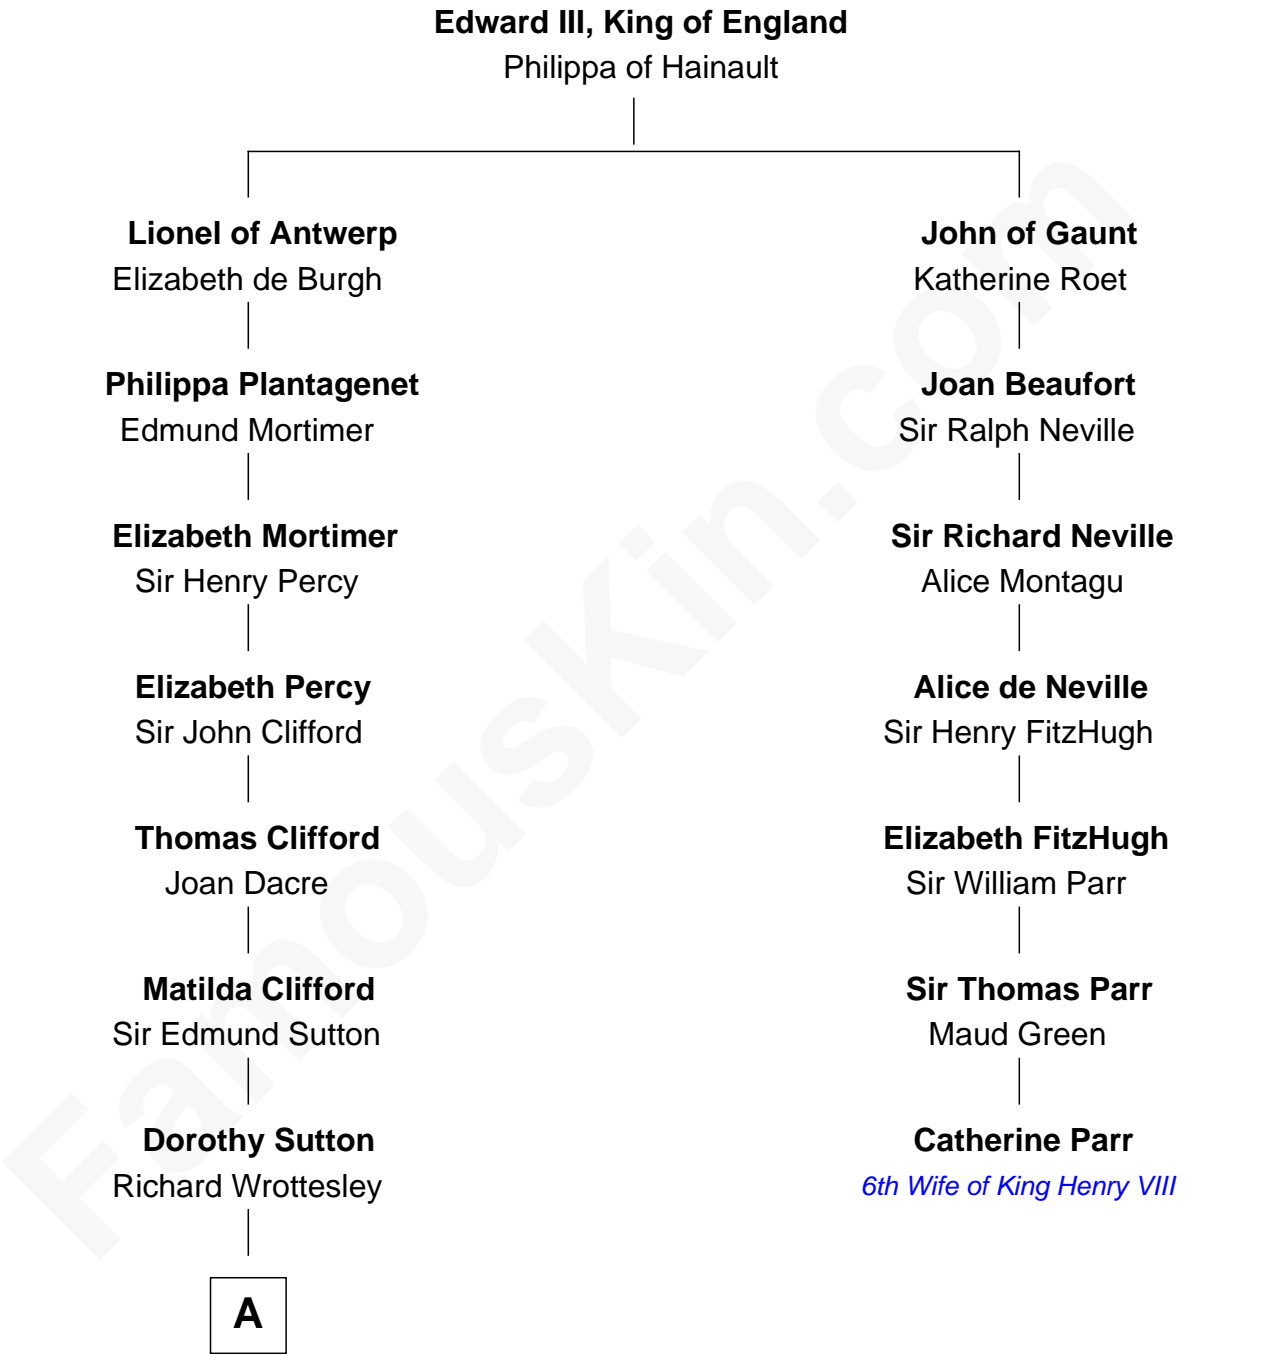 Edward III, King of England
Philippa of Hainault
Lionel of Antwerp
Elizabeth de Burgh
John of Gaunt
Katherine Roet
Philippa Plantagenet
Edmund Mortimer
Joan Beaufort
Sir Ralph Neville
Elizabeth Mortimer
Sir Henry Percy
Sir Richard Neville
Alice Montagu
Elizabeth Percy
Sir John Clifford
Alice de Neville
Sir Henry FitzHugh
Thomas Clifford
Joan Dacre
Elizabeth FitzHugh
Sir William Parr
Matilda Clifford
Sir Edmund Sutton
Sir Thomas Parr
Maud Green
Dorothy Sutton
Richard Wrottesley
Catherine Parr
6th Wife of King Henry VIII
A
FamousKin.com